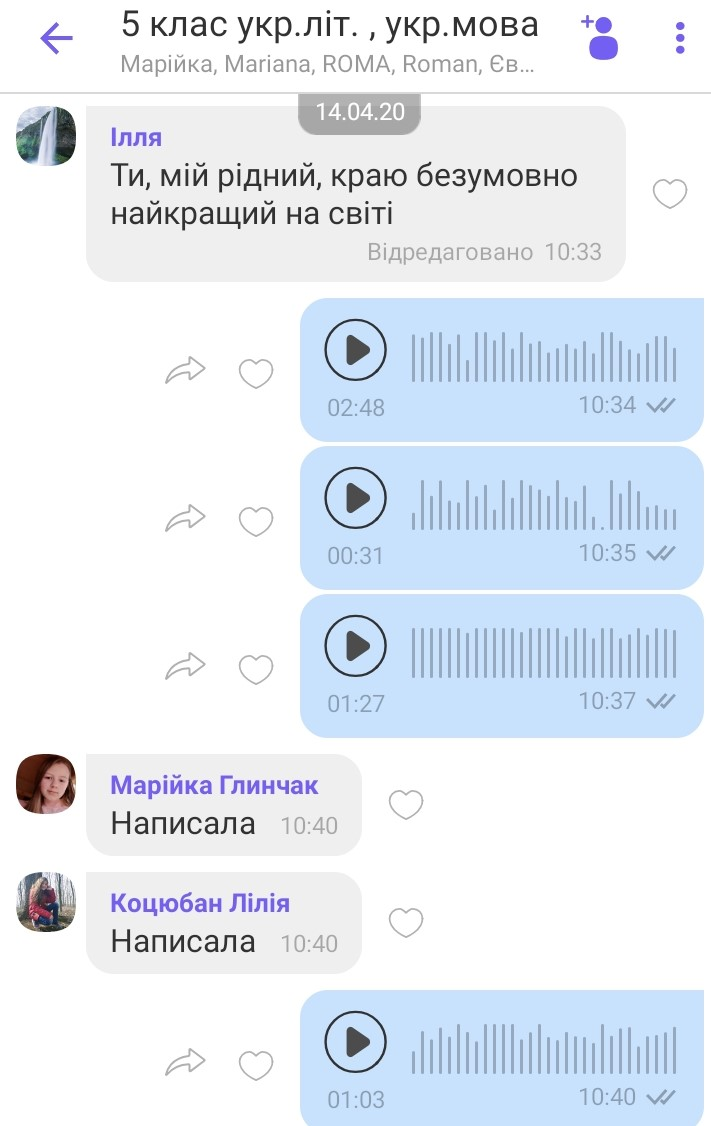 5 клас укр.літ. , укр.мова
Марійка, Mariana, ROMA, Roman, Єв...
14.04.20
Ілля
Ти, мій рідний, краю безумовно
найкращий на світі
Відредаговано 10:33
02:48 10:34
00:31 10:35
01:27 10:37
Марійка Глинчак
Написала 10:40
Коцюбан Лілія
Написала 10:40
01:03 10:40